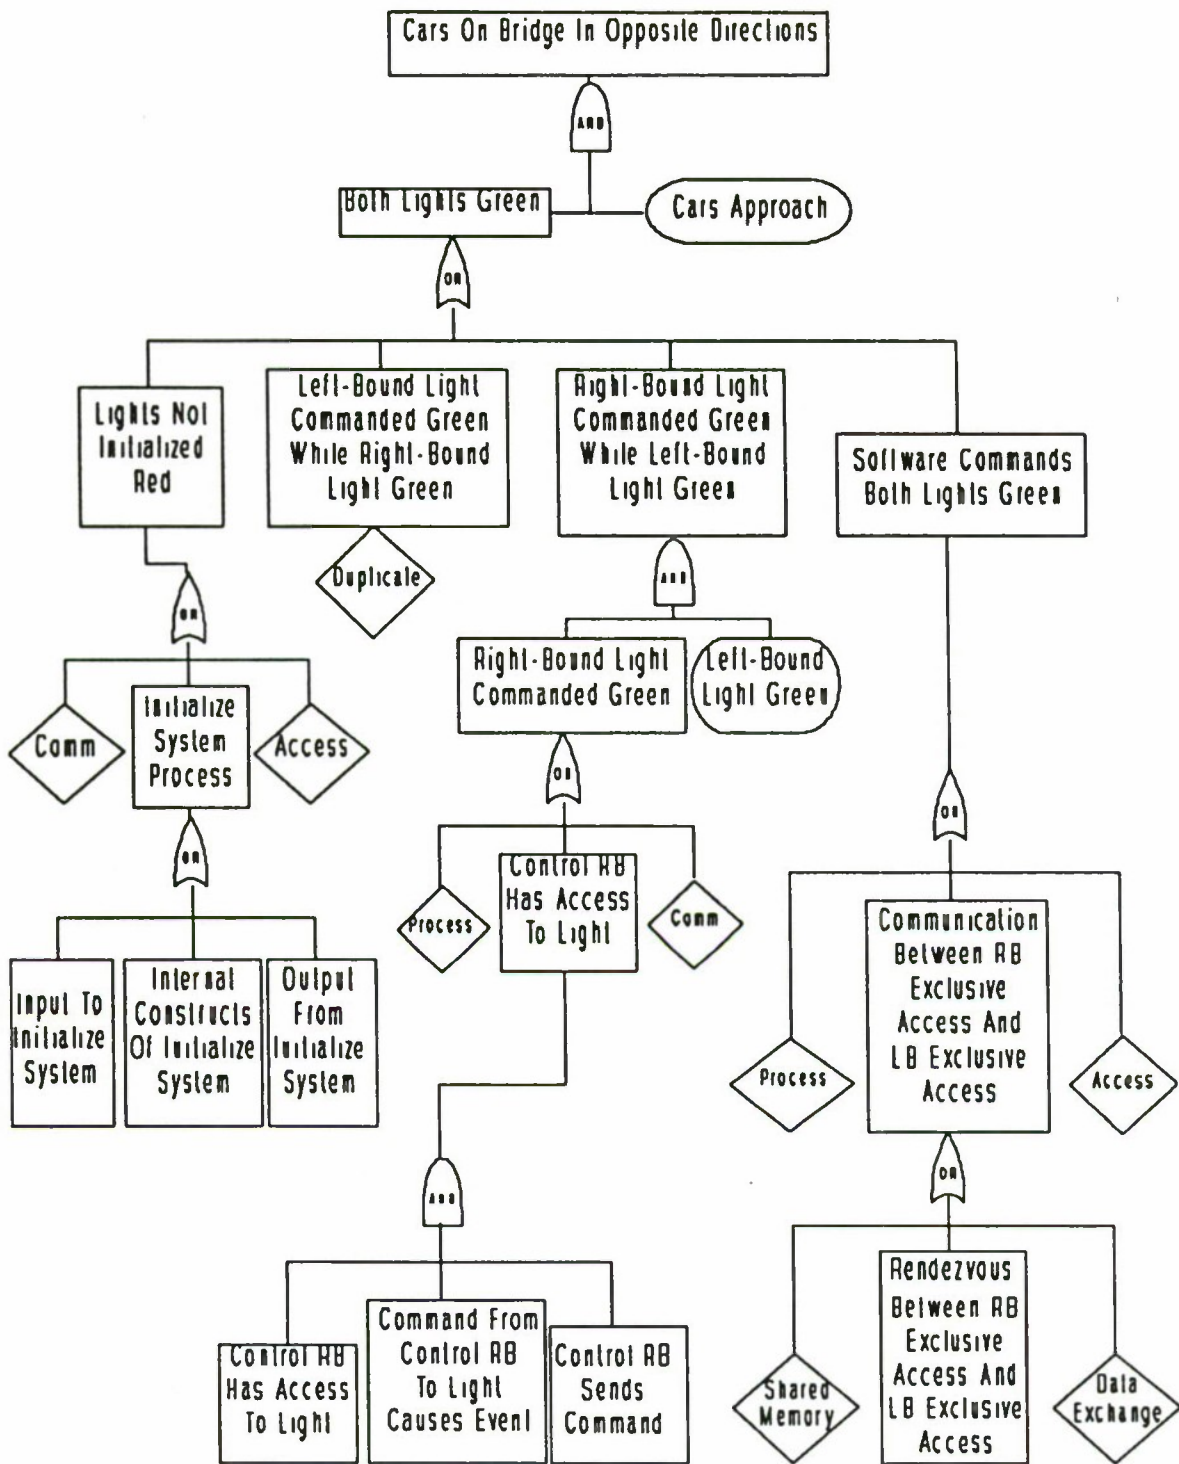 Cars On Bridge In Opposite Directions
AND
Both Lights Green
Cars Approach
OR
Lights Not
Initialized
Red
Left-Bound Light
Commanded Green
While Right-Bound
Light Green
Right-Bound Light
Commanded Green
While Left-Bound
Light Green
Software Commands
Both Lights Green
Duplicate
AND
OR
Right-Bound Light
Commanded Green
Left-Bound
Light Green
Comm
Initialize
System
Process
Access
OR
OR
OR
Process
Control RB
Has Access
To Light
Comm
Input To
Initialize
System
Internal
Constructs
Of Initialize
System
Output
From
Initialize
System
Process
Communication
Between RB
Exclusive
Access And
LB Exclusive
Access
Access
AND
OR
Control RB
Has Access
To Light
Command From
Control RB
To Light
Causes Event
Control RB
Sends
Command
Shared
Memory
Rendezvous
Between RB
Exclusive
Access And
LB Exclusive
Access
Data
Exchange